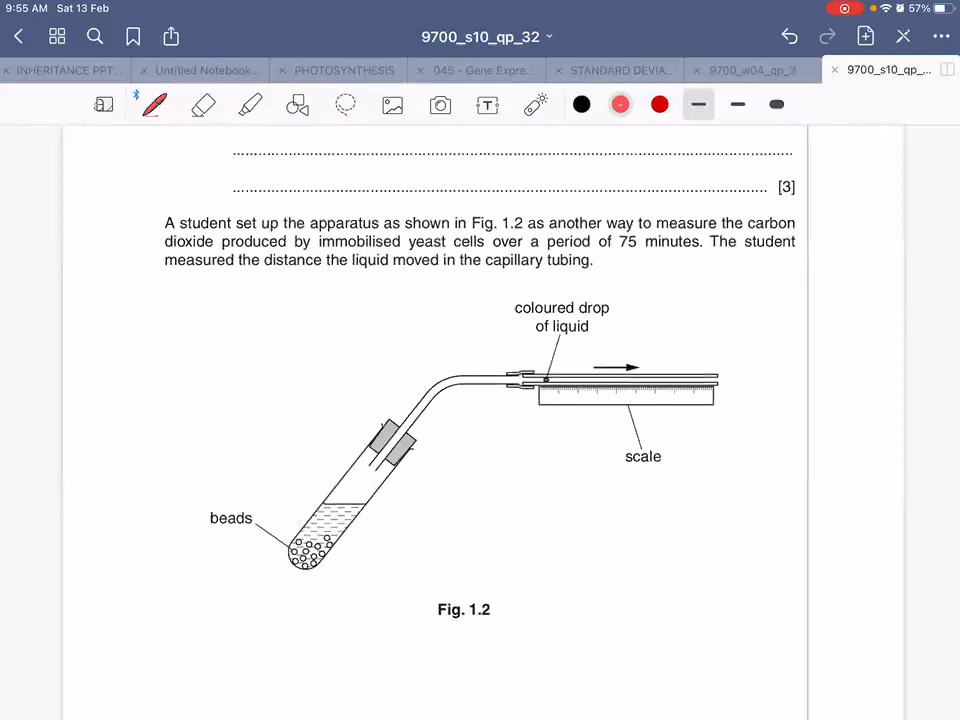 9:55 AM Sat 13 Feb
57%
9700_s10_qp_32
INHERITANCE PPT...
Untitled Notebook...
PHOTOSYNTHESIS
045 - Gene Expre...
STANDARD DEVIA...
9700_w04_qp_3
9700_s10_qp_...
T
[3]
A student set up the apparatus as shown in Fig. 1.2 as another way to measure the carbon
dioxide produced by immobilised yeast cells over a period of 75 minutes. The student
measured the distance the liquid moved in the capillary tubing.
coloured drop
of liquid
scale
beads
Fig. 1.2